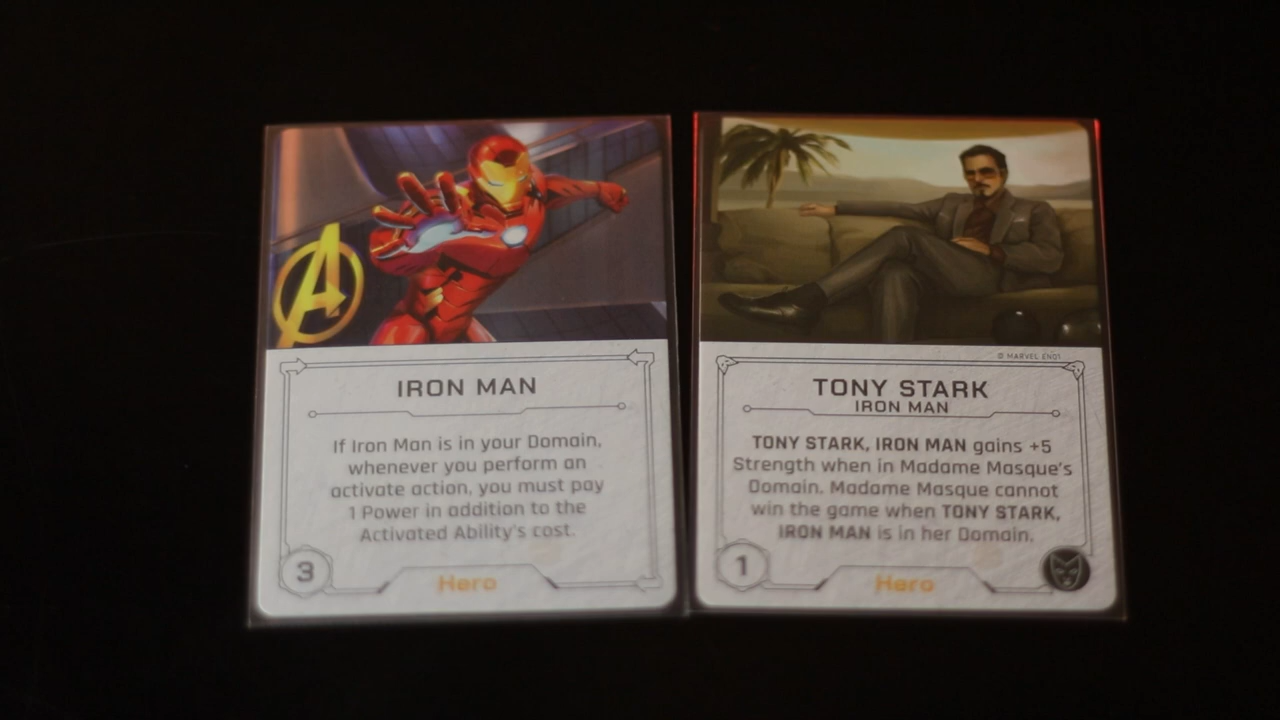 IRON MAN
If Iron Man is in your Domain,
whenever you perform an
activate action, you must pay
1 Power in addition to the
Activated Ability's cost.
3
Hero
© MARVEL EN01
TONY STARK
IRON MAN
TONY STARK, IRON MAN gains +5
Strength when in Madame Masque's
Domain. Madame Masque cannot
win the game when TONY STARK,
IRON MAN is in her Domain.
1
Hero